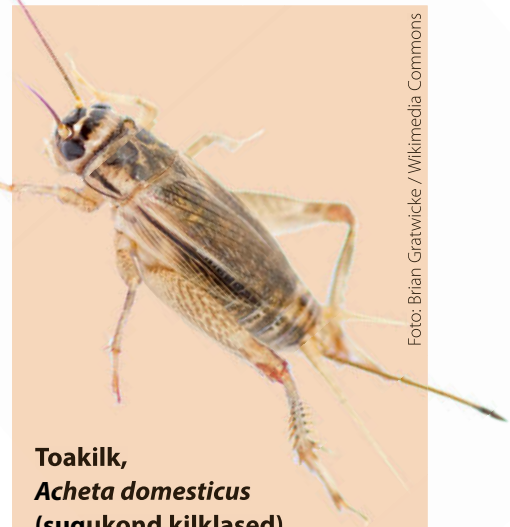 Foto: Brian Gratwicke / Wikimedia Commons
Toakilk,
Acheta domesticus
(sugukond kilklased)